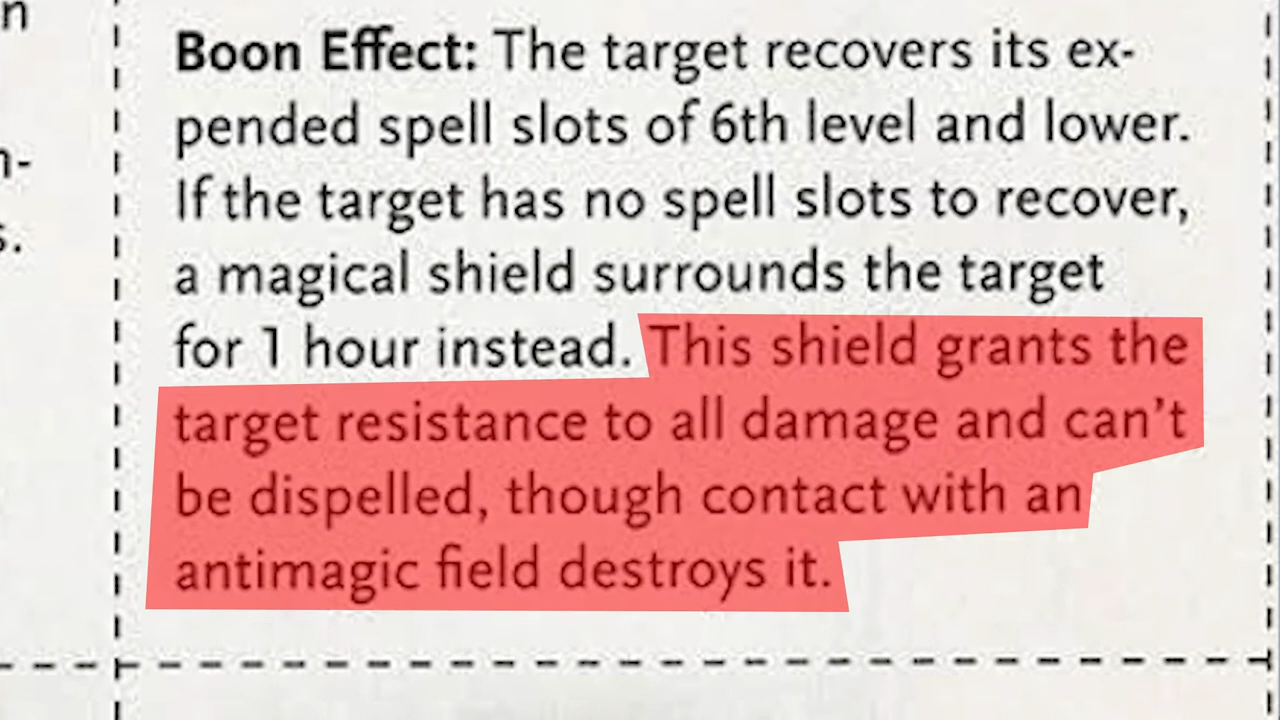 n
Boon Effect: The target recovers its ex-
pended spell slots of 6th level and lower.
n-
If the target has no spell slots to recover,
s.
a magical shield surrounds the target
for 1 hour instead. This shield grants the
target resistance to all damage and can’t
be dispelled, though contact with an
antimagic field destroys it.